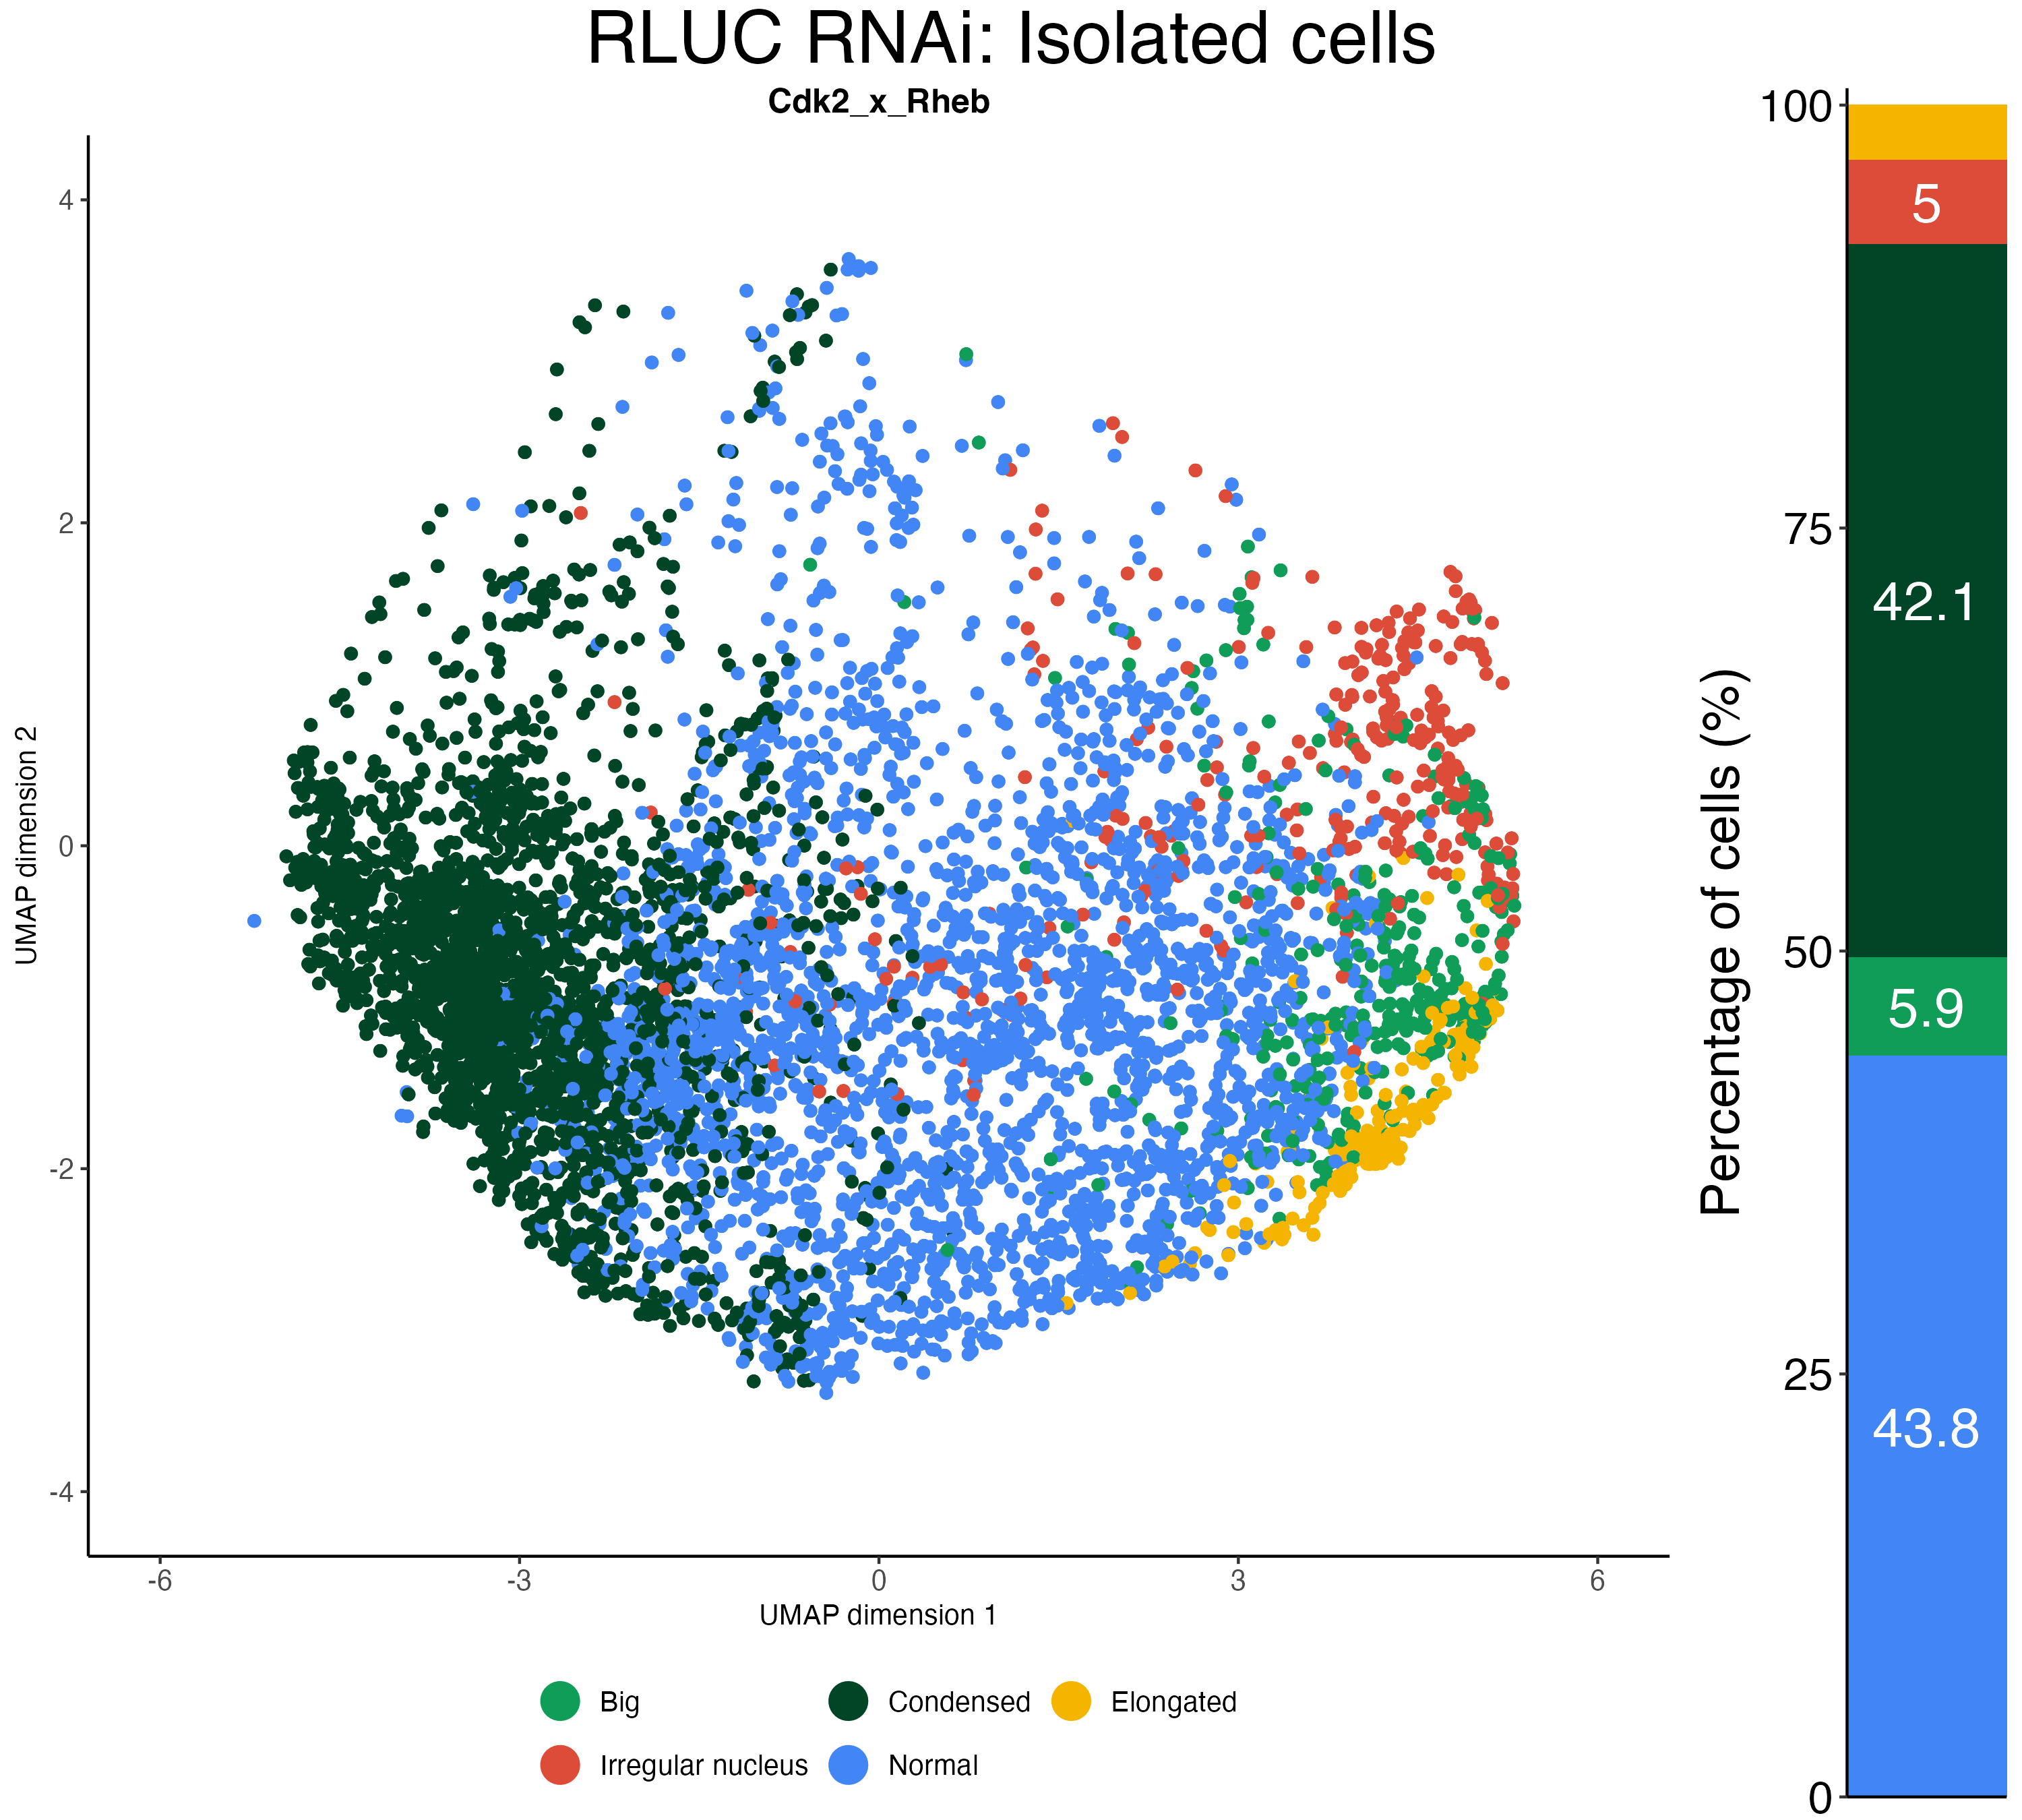 RLUC RNAi: Isolated cells
Cdk2_x_Rheb
UMAP dimension 2
4
2
0
-2
-4
-6
-3
0
3
6
UMAP dimension 1
Big
Condensed
Elongated
Irregular nucleus
Normal
Percentage of cells (%)
100
75
50
25
0
5
42.1
5.9
43.8